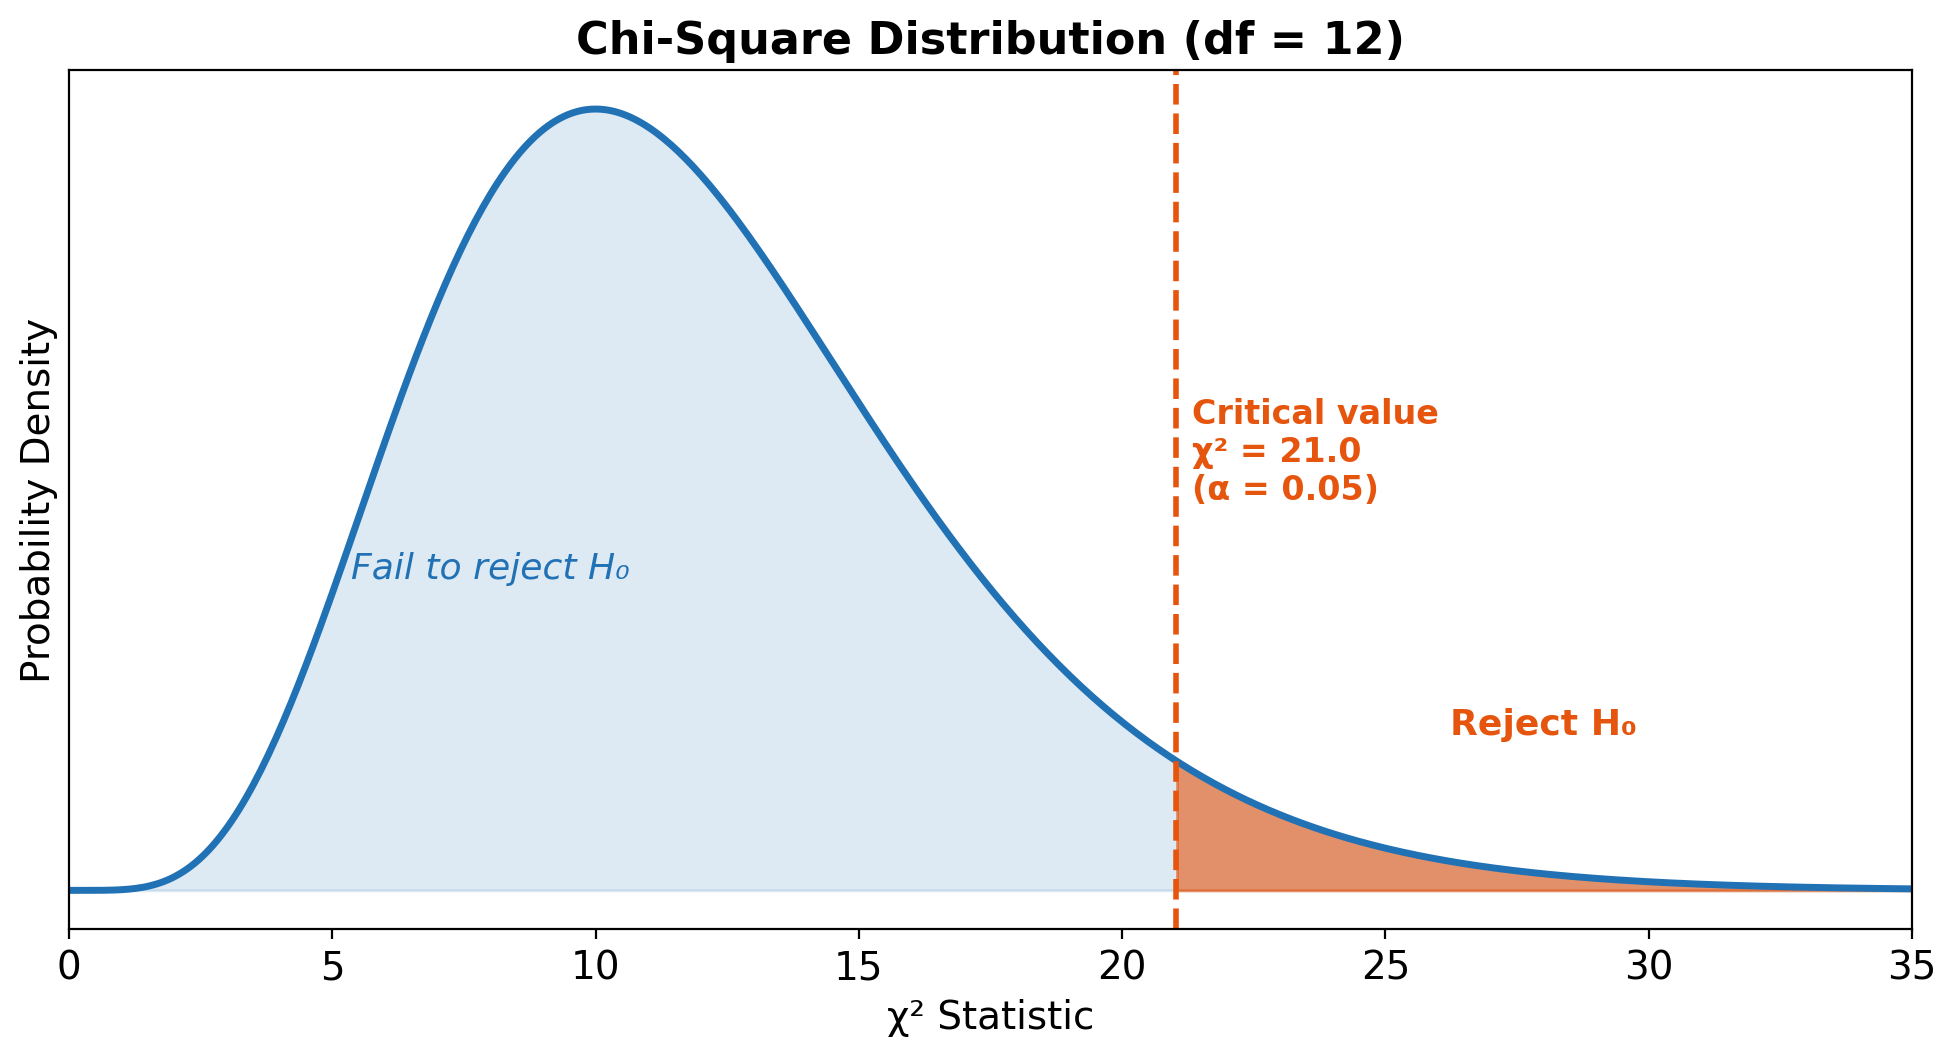 Chi-Square Distribution (df = 12)
Probability Density
Critical value
χ² = 21.0
(α = 0.05)
Fail to reject H₀
Reject H₀
0 5 10 15 20 25 30 35
χ² Statistic